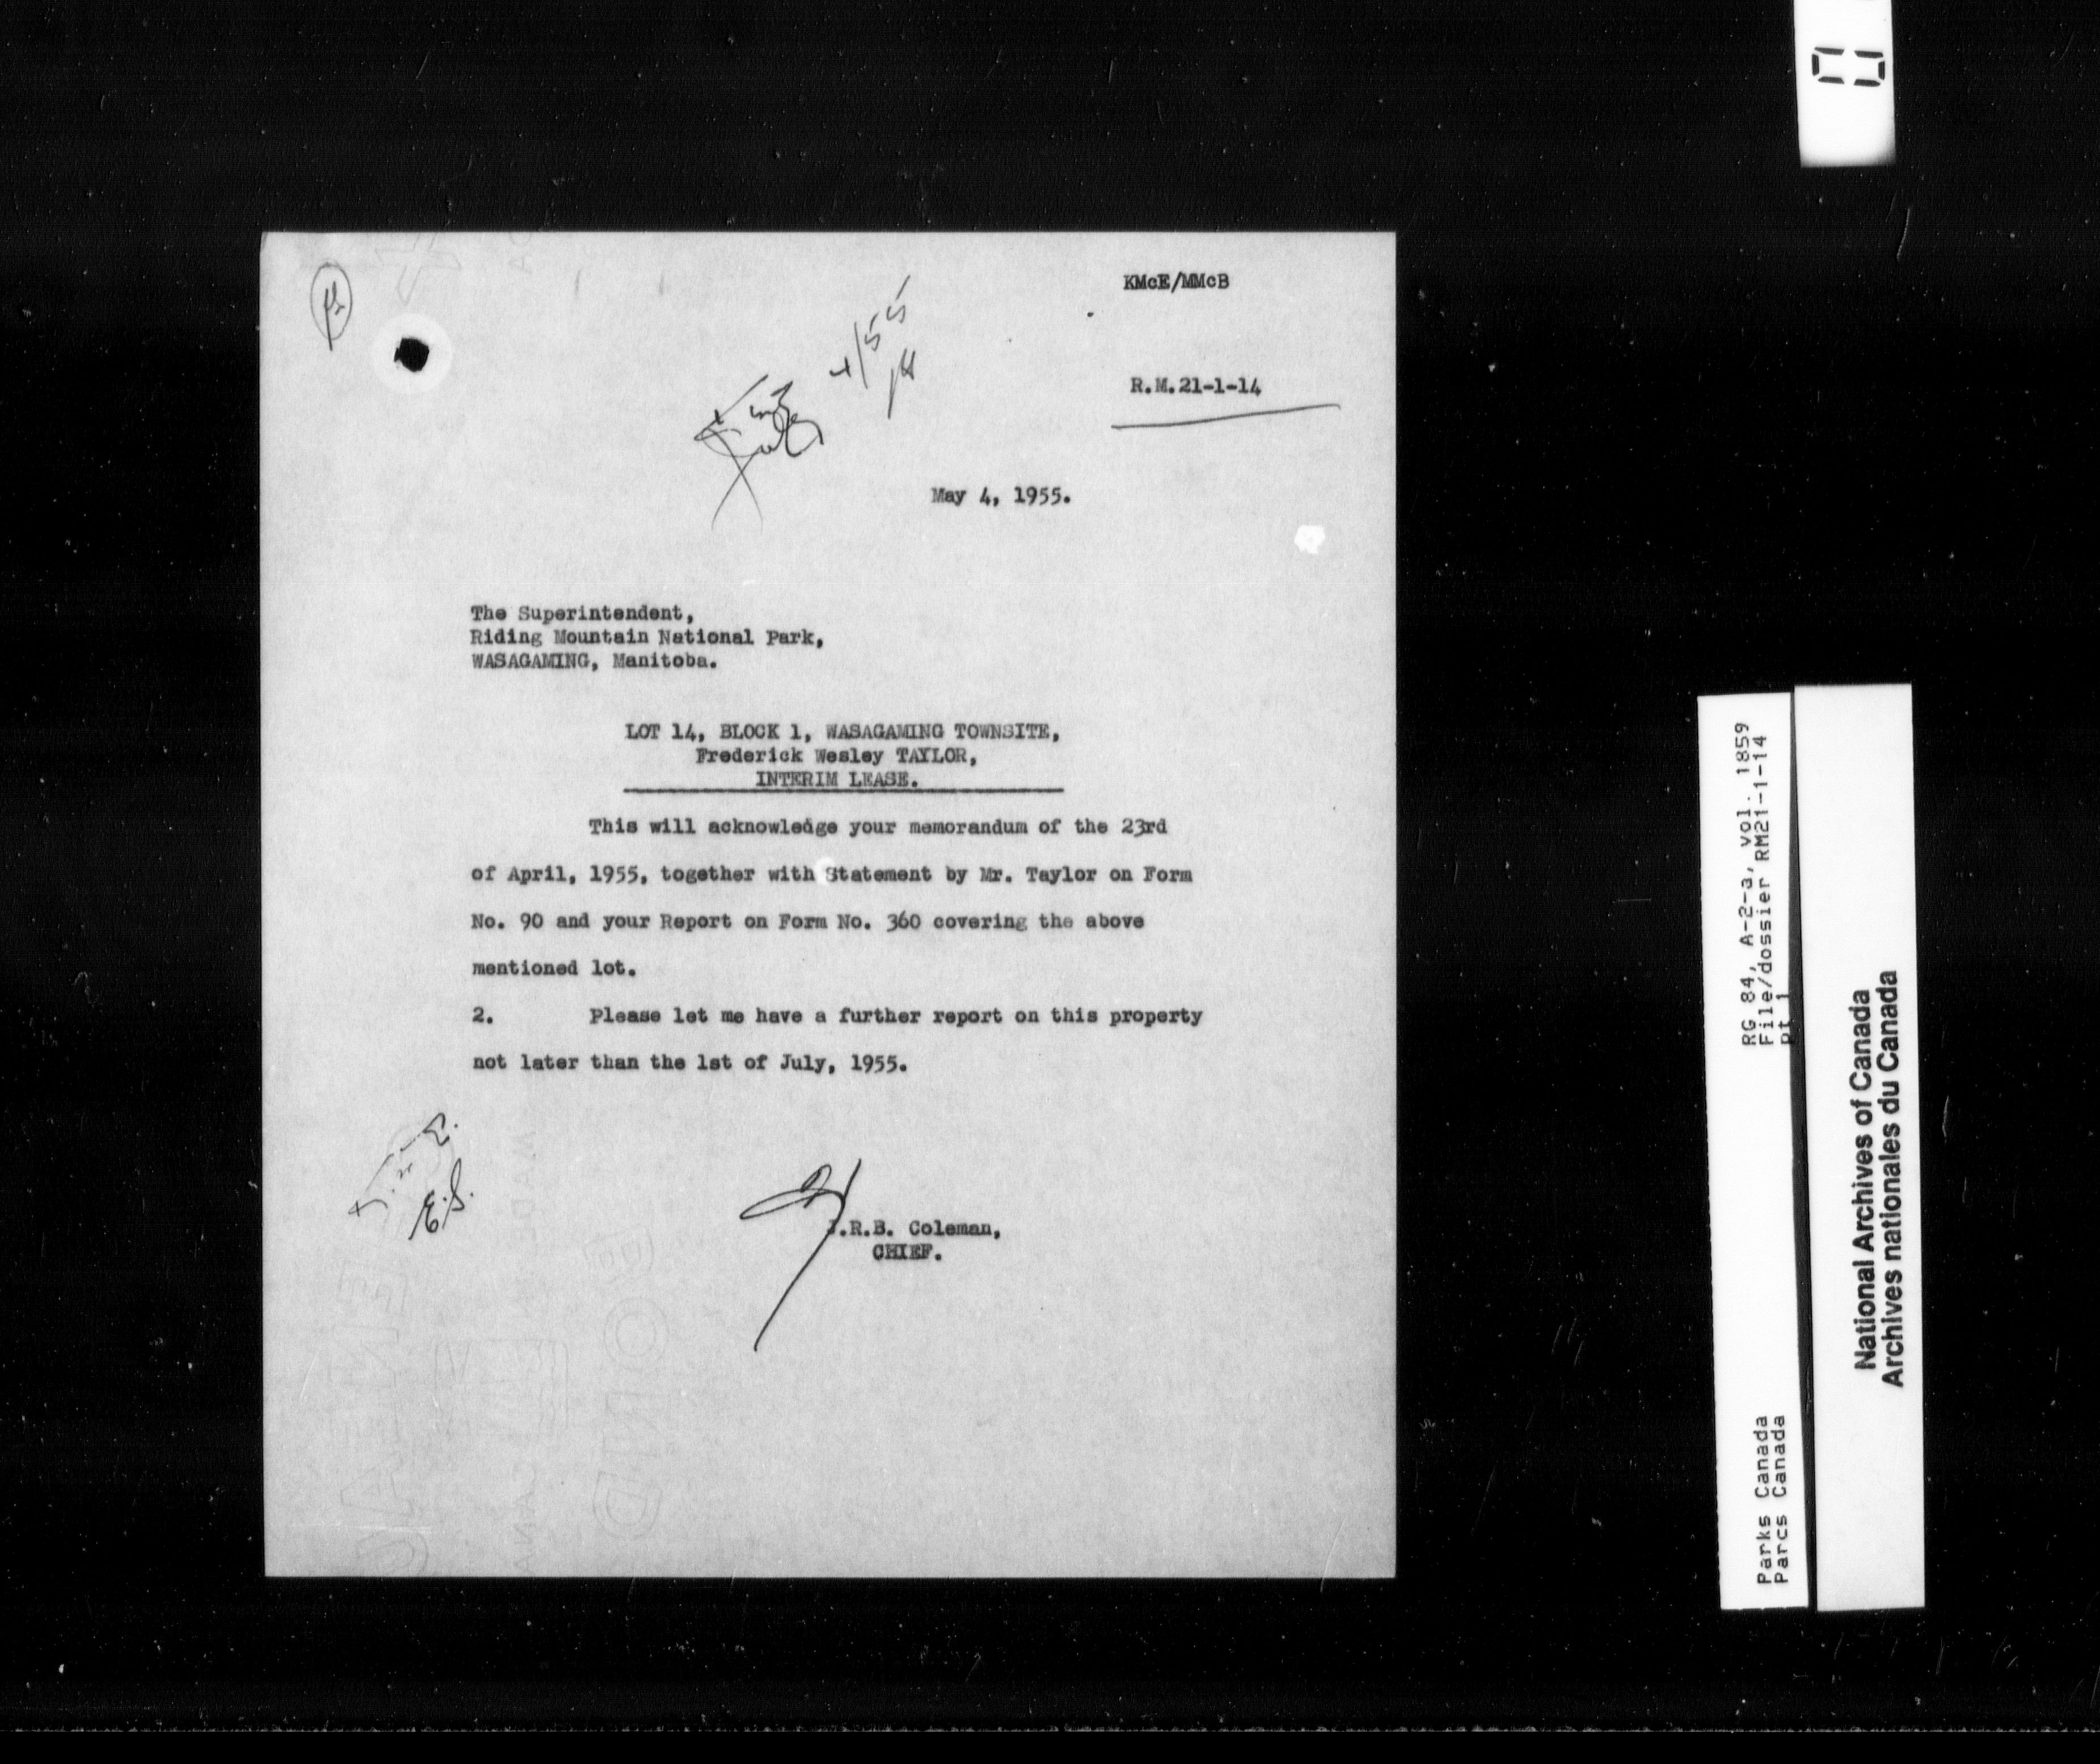 KMcE/MMcB
R.M.21-1-14
May 4, 1955.
The Superintendent,
Riding Mountain National Park,
WASAGAMING, Manitoba.
LOT 14, BLOCK 1, WASAGAMING TOWNSITE,
Frederick Wesley TAYLOR,
INTERIM LEASE.
This will acknowledge your memorandum of the 23rd
of April, 1955, together with Statement by Mr. Taylor on Form
No. 90 and your Report on Form No. 360 covering the above
mentioned lot.
2. Please let me have a further report on this property
not later than the 1st of July, 1955.
E.S.
J.R.B. Coleman,
CHIEF.
RG 84, A-2-a, vol. 1859
File/dossier RM21-1-14
pt 1
Parks Canada
Parcs Canada
National Archives of Canada
Archives nationales du Canada